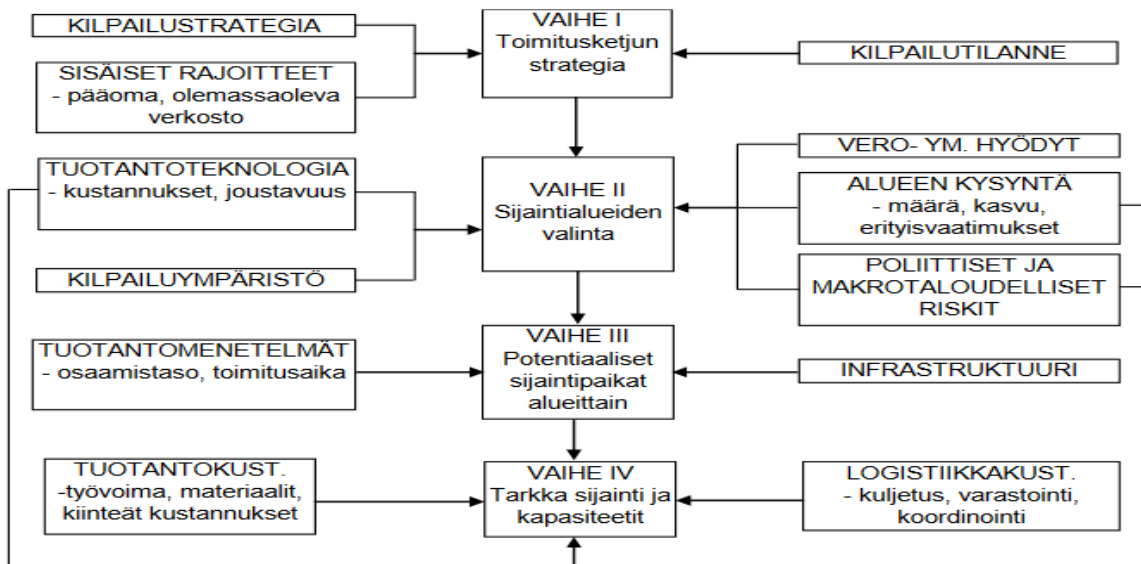 KILPAILUSTRATEGIA
SISÄISET RAJOITTEET
- pääoma, olemassaoleva
verkosto
VAIHE I
Toimitusketjun
strategia
KILPAILUTILANNE
TUOTANTOTEKNOLOGIA
- kustannukset, joustavuus
KILPAILUYMPÄRISTÖ
VAIHE II
Sijaintialueiden
valinta
VERO- YM. HYÖDYT
ALUEEN KYSYNTÄ
- määrä, kasvu,
erityisvaatimukset
POLIITTISET JA
MAKROTALOUDELLISET
RISKIT
TUOTANTOMENETELMÄT
- osaamistaso, toimitusaika
VAIHE III
Potentiaaliset
sijaintipaikat
alueittain
INFRASTRUKTUURI
TUOTANTOKUST.
-työvoima, materiaalit,
kiinteät kustannukset
VAIHE IV
Tarkka sijainti ja
kapasiteetit
LOGISTIIKKAKUST.
- kuljetus, varastointi,
koordinointi